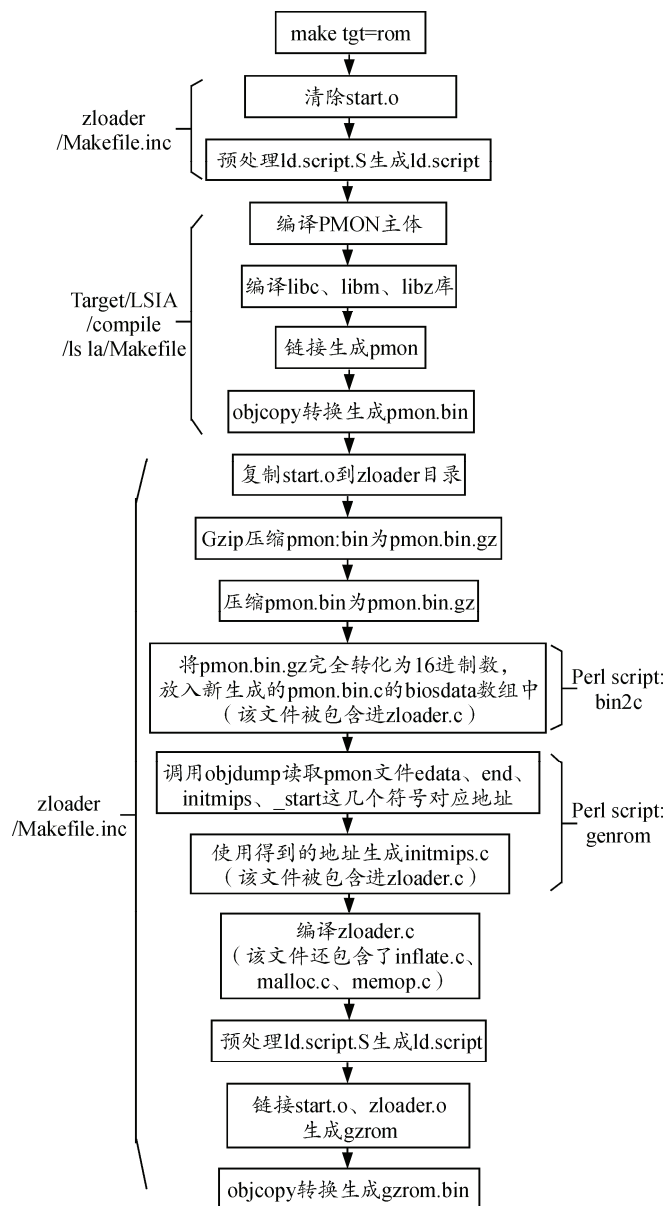 make tgt=rom
清除start.o
zloader
/Makefile.inc
预处理ld.script.S生成ld.script
编译PMON主体
编译libc、libm、libz库
Target/LSIA
/compile
/ls la/Makefile
链接生成pmon
objcopy转换生成pmon.bin
复制start.o到zloader目录
Gzip压缩pmon:bin为pmon.bin.gz
压缩pmon.bin为pmon.bin.gz
将pmon.bin.gz完全转化为16进制数，
放入新生成的pmon.bin.c的biosdata数组中
（该文件被包含进zloader.c）
Perl script:
bin2c
调用objdump读取pmon文件edata、end、
initmips、_start这几个符号对应地址
zloader
/Makefile.inc
Perl script:
genrom
使用得到的地址生成initmips.c
（该文件被包含进zloader.c）
编译zloader.c
（该文件还包含了inflate.c、
malloc.c、memop.c）
预处理ld.script.S生成ld.script
链接start.o、zloader.o
生成gzrom
objcopy转换生成gzrom.bin